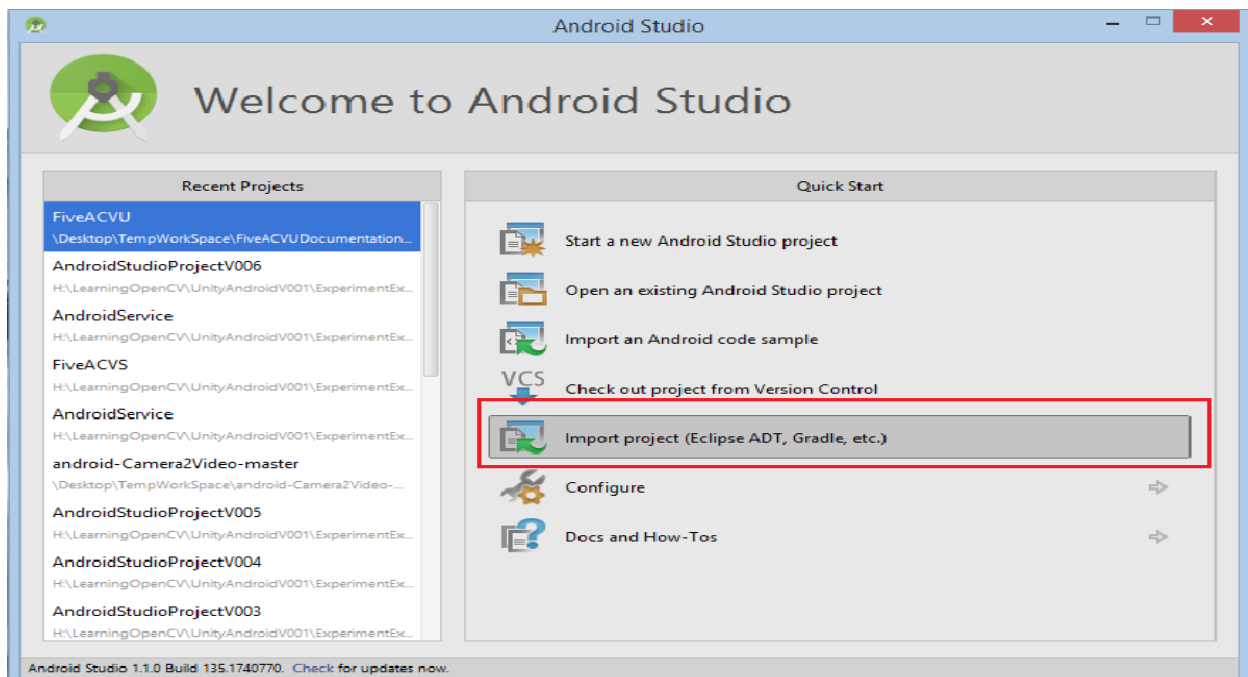 Android Studio
Welcome to Android Studio
Recent Projects
FiveACVU
\Desktop\TempWorkSpace\FiveACVUDocumentation...
AndroidStudioProjectV006
H:\LearningOpenCV\UnityAndroidV001\ExperimentEx...
AndroidService
H:\LearningOpenCV\UnityAndroidV001\ExperimentEx...
FiveACVS
H:\LearningOpenCV\UnityAndroidV001\ExperimentEx...
AndroidService
H:\LearningOpenCV\UnityAndroidV001\ExperimentEx...
android-Camera2Video-master
\Desktop\TempWorkSpace\android-Camera2Video-...
AndroidStudioProjectV005
H:\LearningOpenCV\UnityAndroidV001\ExperimentEx...
AndroidStudioProjectV004
H:\LearningOpenCV\UnityAndroidV001\ExperimentEx...
AndroidStudioProjectV003
H:\LearningOpenCV\UnityAndroidV001\ExperimentEx...
Quick Start
Start a new Android Studio project
Open an existing Android Studio project
Import an Android code sample
VCS
Check out project from Version Control
Import project (Eclipse ADT, Gradle, etc.)
Configure
Docs and How-Tos
Android Studio 1.1.0 Build 135.1740770. Check for updates now.